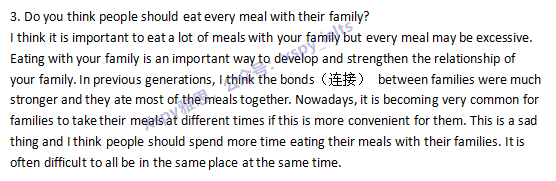 3. Do you think people should eat every meal with their family?
I think it is important to eat a lot of meals with your family but every meal may be excessive.
Eating with your family is an important way to develop and strengthen the relationship of
your family. In previous generations, I think the bonds（连接） between families were much
stronger and they ate most of the meals together. Nowadays, it is becoming very common for
families to take their meals at different times if this is more convenient for them. This is a sad
thing and I think people should spend more time eating their meals with their families. It is
often difficult to all be in the same place at the same time.